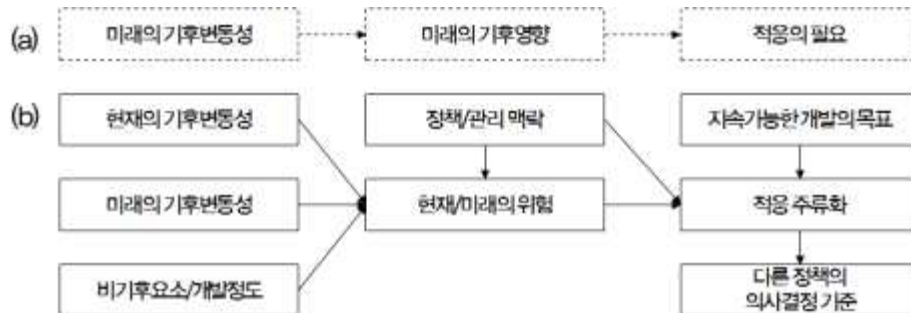 (a) 미래의 기후변동성 미래의 기후영향 적응의 필요
(b) 현재의 기후변동성 정책/관리 맥락 지속가능한 개발의 목표
미래의 기후변동성 현재/미래의 위험 적응 주류화
비기후요소/개발정도 다른 정책의
의사결정 기준